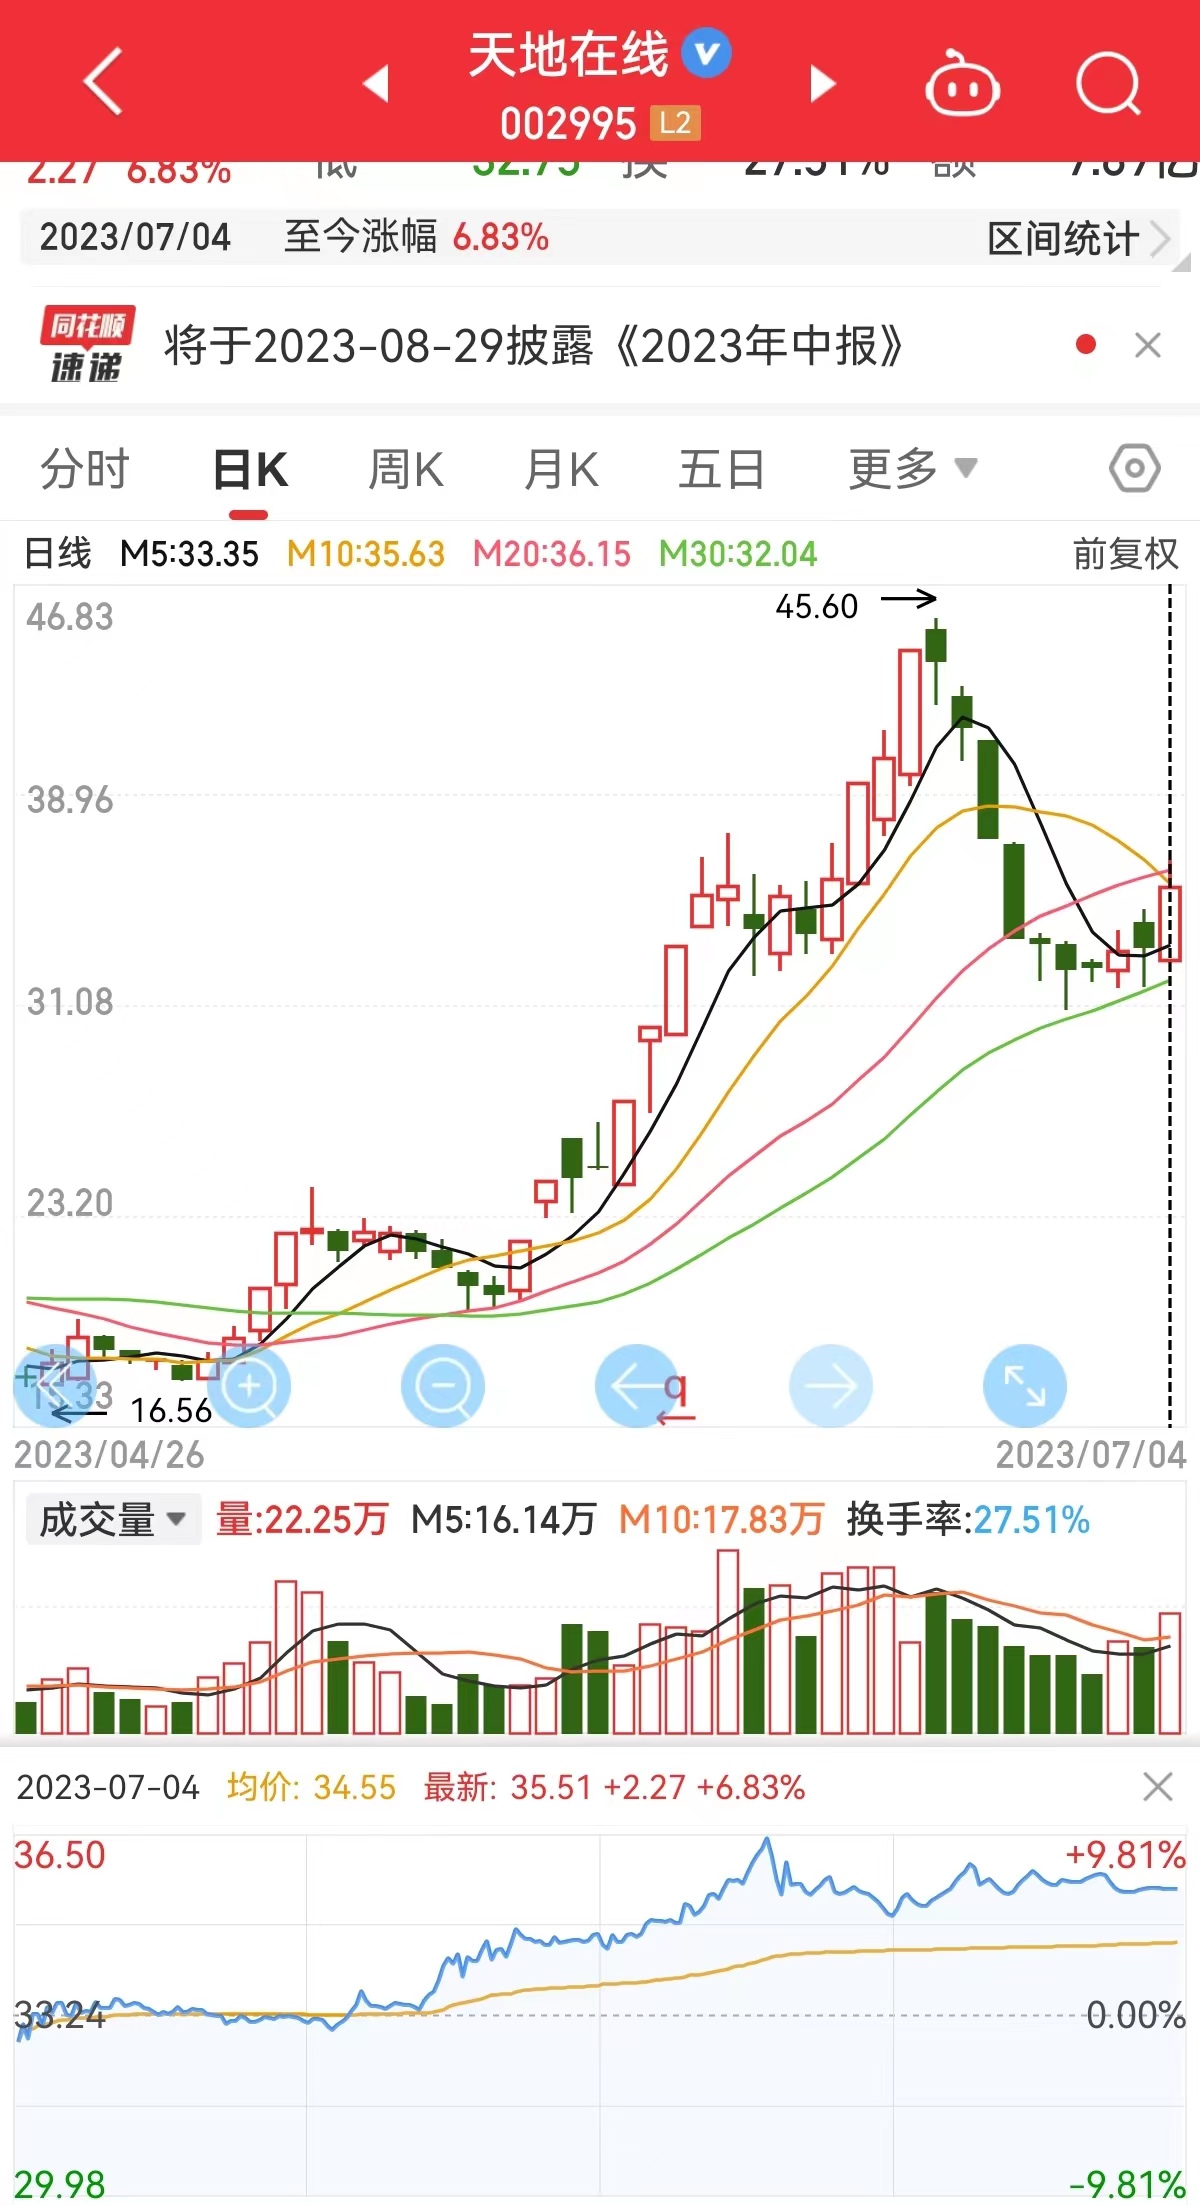 天地在线
002995 L2
2.27 6.83% 低 32.75 换 27.51% 额 7.69亿
2023/07/04 至今涨幅 6.83% 区间统计
同花顺
速递
将于2023-08-29披露《2023年中报》
分时 日K 周K 月K 五日 更多
日线 M5:33.35 M10:35.63 M20:36.15 M30:32.04 前复权
46.83
45.60
38.96
31.08
23.20
16.56
q
2023/04/26 2023/07/04
成交量 量:22.25万 M5:16.14万 M10:17.83万 换手率:27.51%
2023-07-04 均价: 34.55 最新: 35.51 +2.27 +6.83%
36.50 +9.81%
33.24 0.00%
29.98 -9.81%